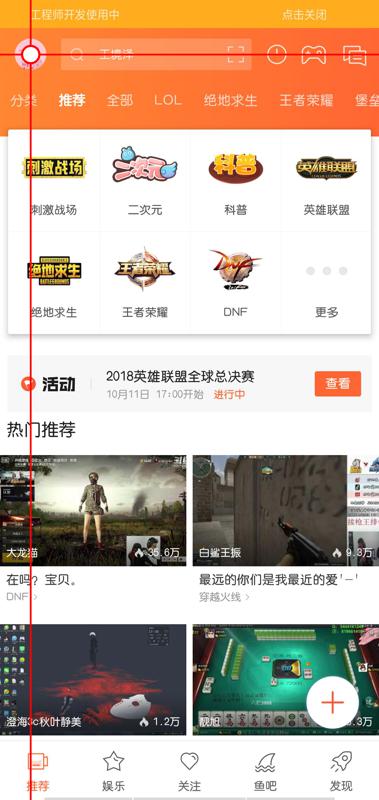 工程师开发使用中 点击关闭
王境泽
分类 推荐 全部 LOL 绝地求生 王者荣耀 堡垒
刺激战场 二次元 科普 英雄联盟
刺激战场 二次元 科普 英雄联盟
绝地求生 王者荣耀 DNF
绝地求生 王者荣耀 DNF 更多
活动 2018英雄联盟全球总决赛 查看
10月11日 17:00开始 进行中
热门推荐
大龙猫 35.6万 白鲨王振 9.3万
在吗？宝贝。 最远的你们是我最近的爱'-'
DNF 穿越火线
澄海3c秋叶静美 1.2万 靓旭 3.3万
推荐 娱乐 关注 鱼吧 发现